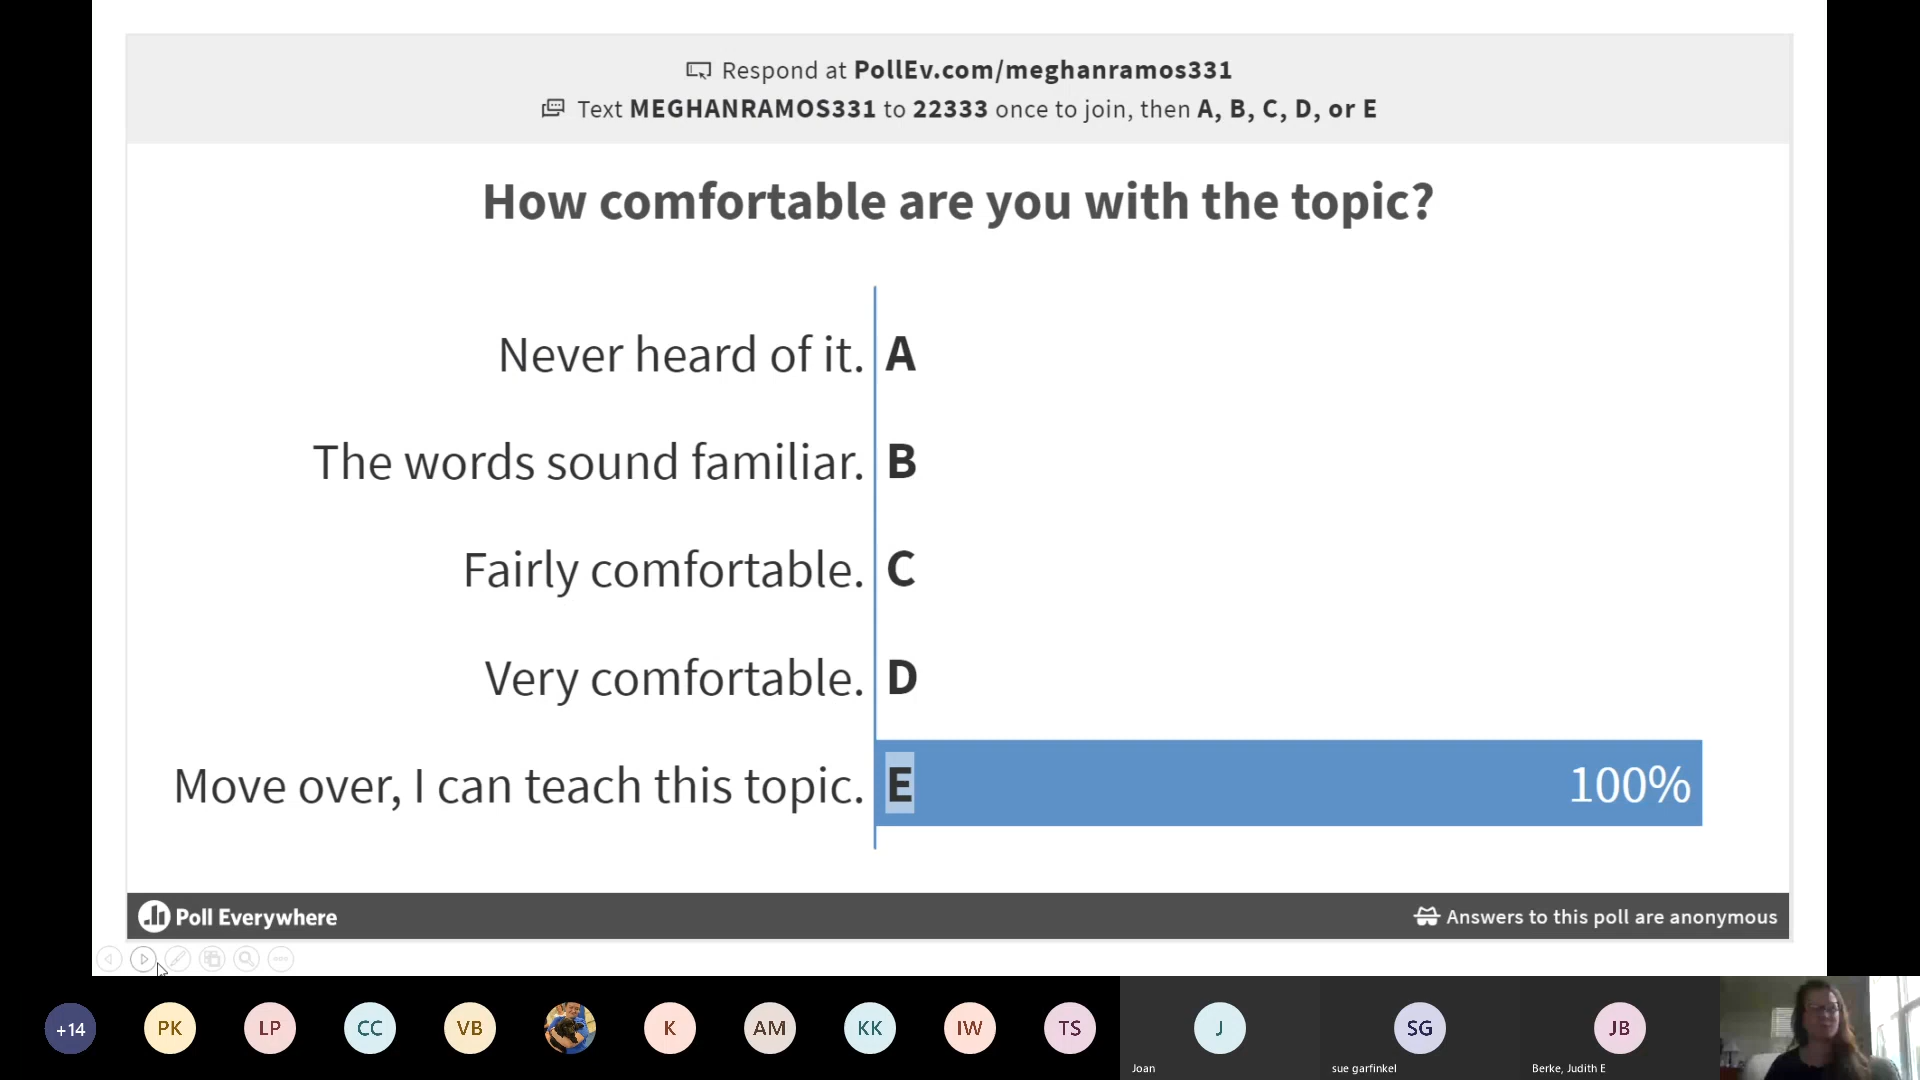 Respond at PollEv.com/meghanramos331
Text MEGHANRAMOS331 to 22333 once to join, then A, B, C, D, or E
How comfortable are you with the topic?
Never heard of it. A
The words sound familiar. B
Fairly comfortable. C
Very comfortable. D
Move over, I can teach this topic. E 100%
Poll Everywhere
Answers to this poll are anonymous
+14 PK LP CC VB K AM KK IW TS J SG JB
Joan sue garfinkel Berke, Judith E